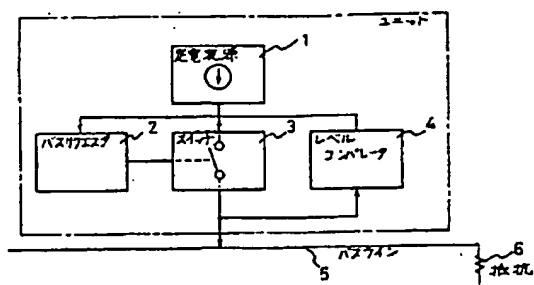 ユニット
定電流源
1
バスリクエスタ
2
スイッチ
3
レベル
コンパレータ
4
バスライン
5
6
抵抗